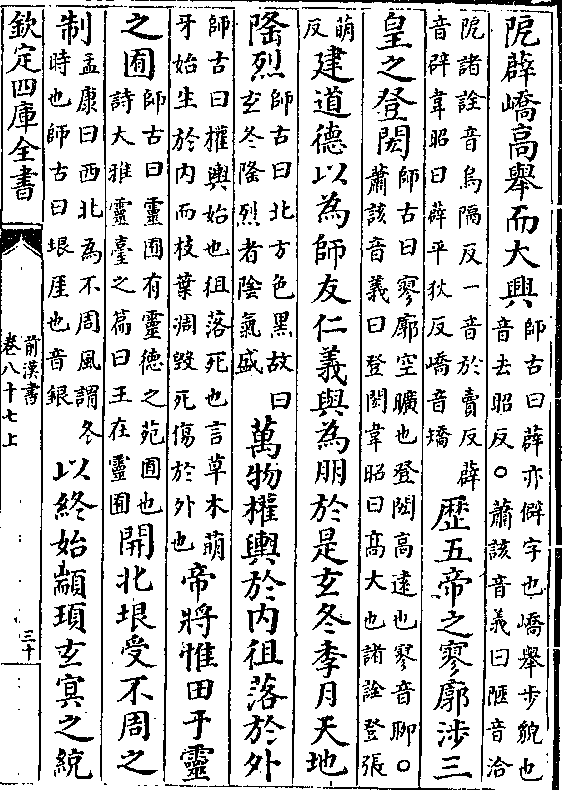 阸薜嶠高舉而大興師古曰薜亦僻字也嶠舉步貌也音去昭反○蕭該音義曰陿音洽
阸諸詮音烏隔反一音於賣反辟音辟韋昭曰薜平狄反嶠音矯歴五帝之寥廓渉三
皇之登閎師古曰寥廓空曠也登閎高逺也寥音聊○蕭該音義曰登閎韋昭曰髙大也諸詮登張
萌反建道德以為師友仁義與為朋於是玄冬季月天地
隆烈師古曰北方色黑故曰玄冬隆烈者隂氣盛萬物權輿於内徂落於外
師古曰權輿始也徂落死也言草木萌牙始生於内而枝葉凋毀死傷於外也帝將惟田于靈
之囿師古曰靈囿有靈德之苑囿也詩大雅靈臺之篇曰王在靈囿開北垠受不周之
制孟康曰西北為不周風謂冬時也師古曰垠厓也音銀以終始顓頊玄冥之統
欽定四庫全書
前漢書
卷八十七上
三十